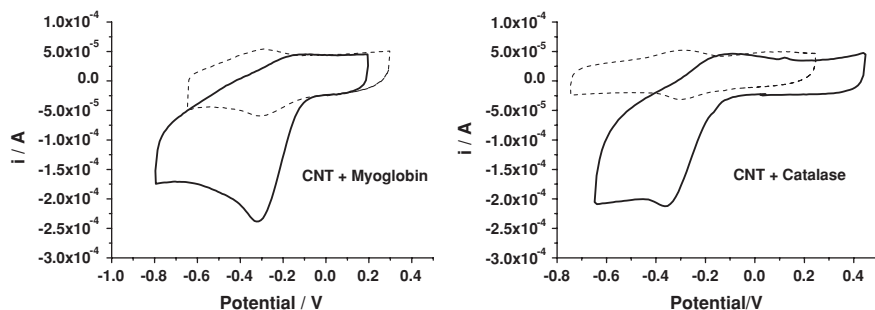 1.0x10⁻⁴
5.0x10⁻⁵
0.0
-5.0x10⁻⁵
-1.0x10⁻⁴
-1.5x10⁻⁴
-2.0x10⁻⁴
-2.5x10⁻⁴
-3.0x10⁻⁴
i / A
CNT + Myoglobin
-1.0 -0.8 -0.6 -0.4 -0.2 0.0 0.2 0.4
Potential / V
1.0x10⁻⁴
5.0x10⁻⁵
0.0
-5.0x10⁻⁵
-1.0x10⁻⁴
-1.5x10⁻⁴
-2.0x10⁻⁴
-2.5x10⁻⁴
-3.0x10⁻⁴
i / A
CNT + Catalase
-0.8 -0.6 -0.4 -0.2 0.0 0.2 0.4
Potential/V